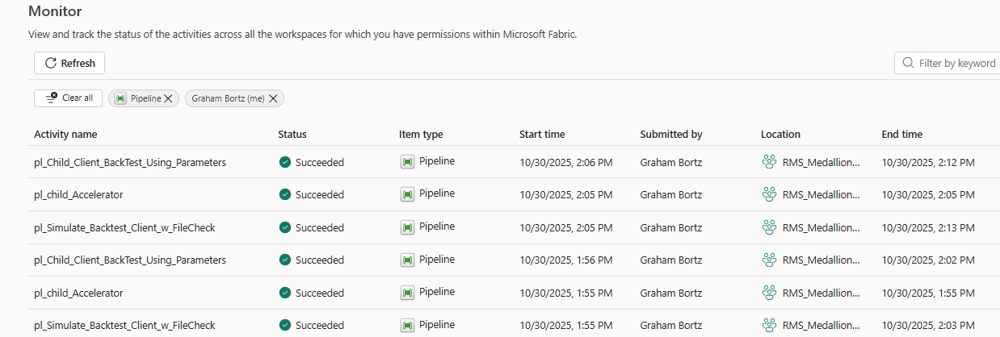 Monitor
View and track the status of the activities across all the workspaces for which you have permissions within Microsoft Fabric.
Refresh
Filter by keyword
Clear all Pipeline Graham Bortz (me)
Activity name Status Item type Start time Submitted by Location End time
pl_Child_Client_BackTest_Using_Parameters Succeeded Pipeline 10/30/2025, 2:06 PM Graham Bortz RMS_Medallion... 10/30/2025, 2:12 PM
pl_child_Accelerator Succeeded Pipeline 10/30/2025, 2:05 PM Graham Bortz RMS_Medallion... 10/30/2025, 2:05 PM
pl_Simulate_Backtest_Client_w_FileCheck Succeeded Pipeline 10/30/2025, 2:05 PM Graham Bortz RMS_Medallion... 10/30/2025, 2:13 PM
pl_Child_Client_BackTest_Using_Parameters Succeeded Pipeline 10/30/2025, 1:56 PM Graham Bortz RMS_Medallion... 10/30/2025, 2:02 PM
pl_child_Accelerator Succeeded Pipeline 10/30/2025, 1:55 PM Graham Bortz RMS_Medallion... 10/30/2025, 1:55 PM
pl_Simulate_Backtest_Client_w_FileCheck Succeeded Pipeline 10/30/2025, 1:55 PM Graham Bortz RMS_Medallion... 10/30/2025, 2:03 PM